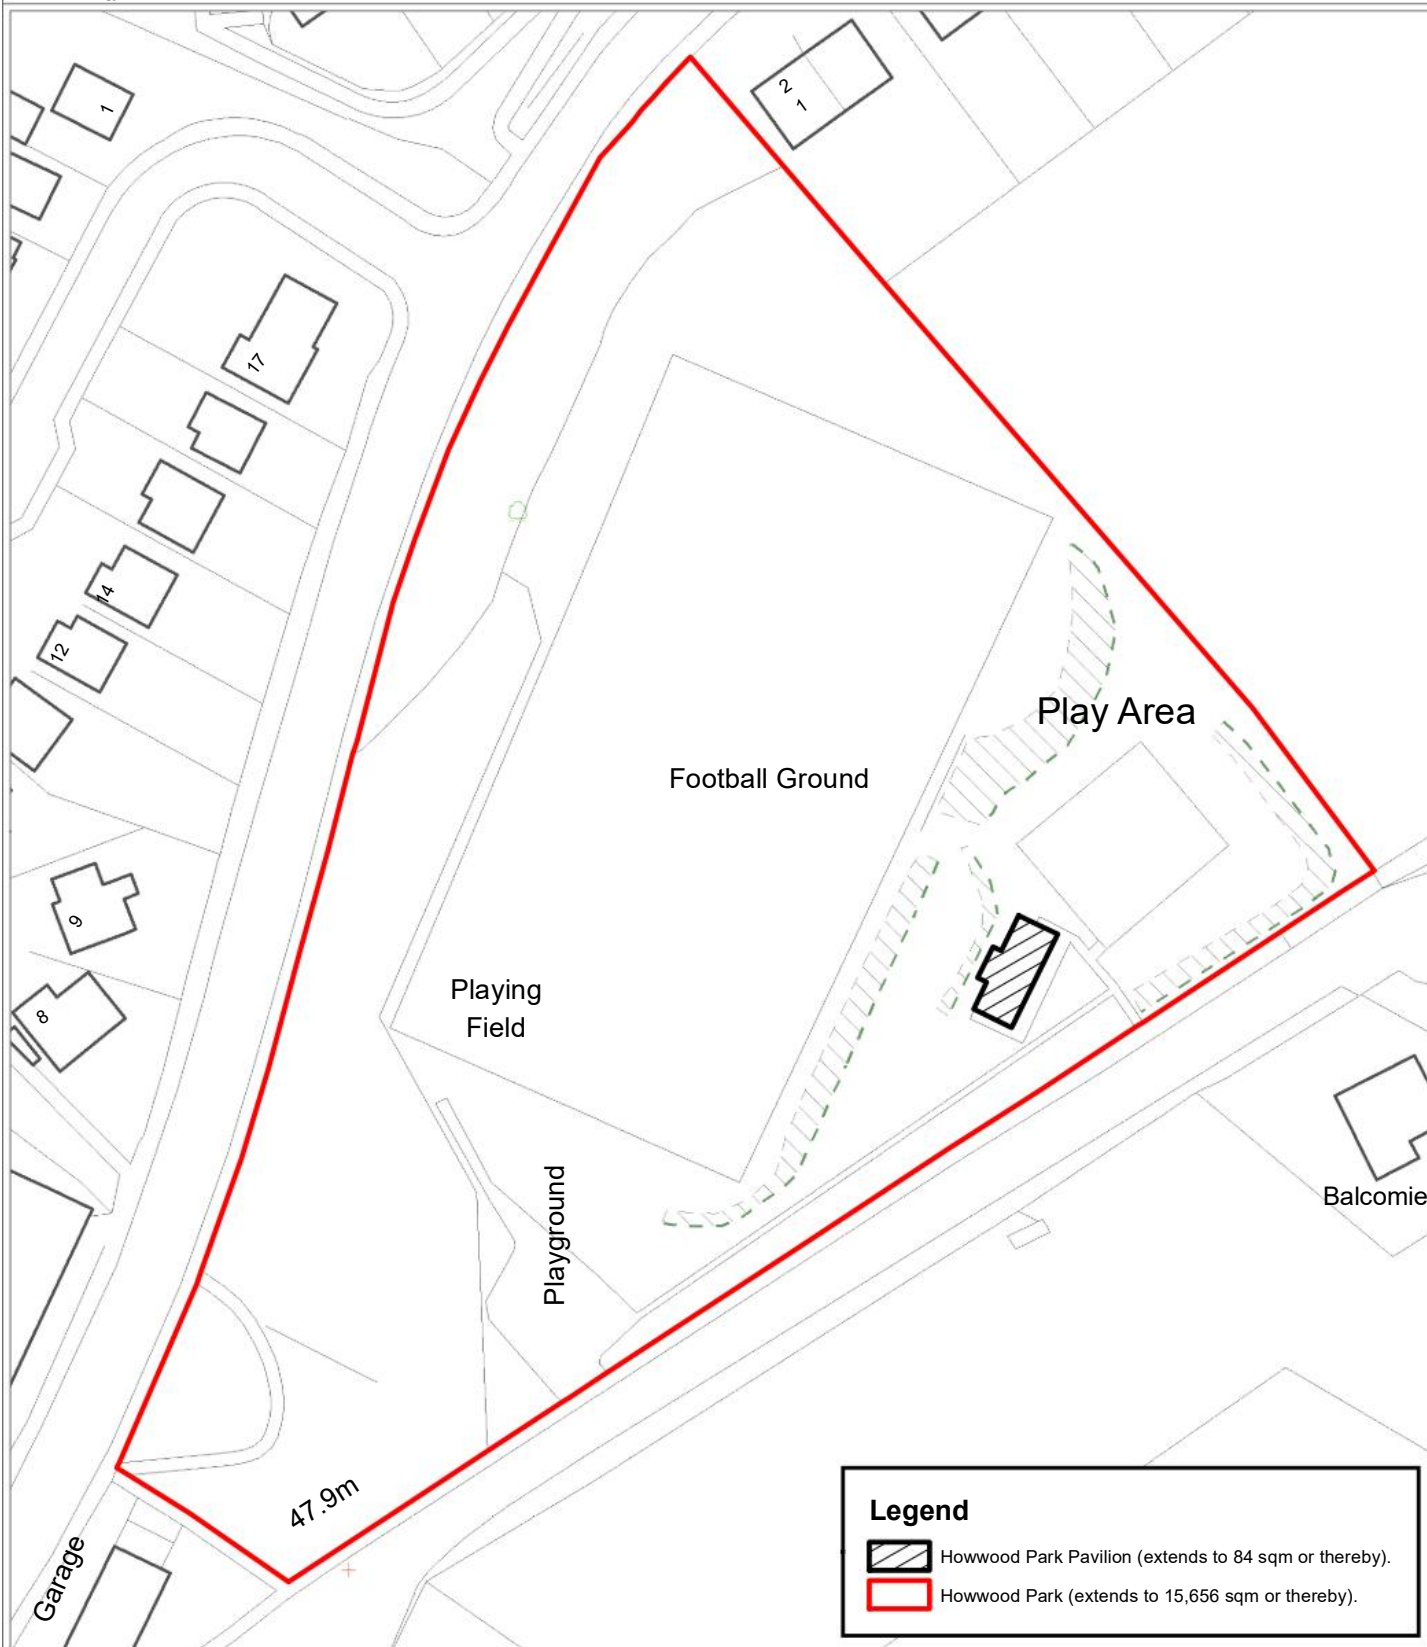 1
2
1
17
14
12
Play Area
Football Ground
9
Playing
Field
8
Playground
Balcomie
47.9m
Garage
Legend
Howwood Park Pavilion (extends to 84 sqm or thereby).
Howwood Park (extends to 15,656 sqm or thereby).